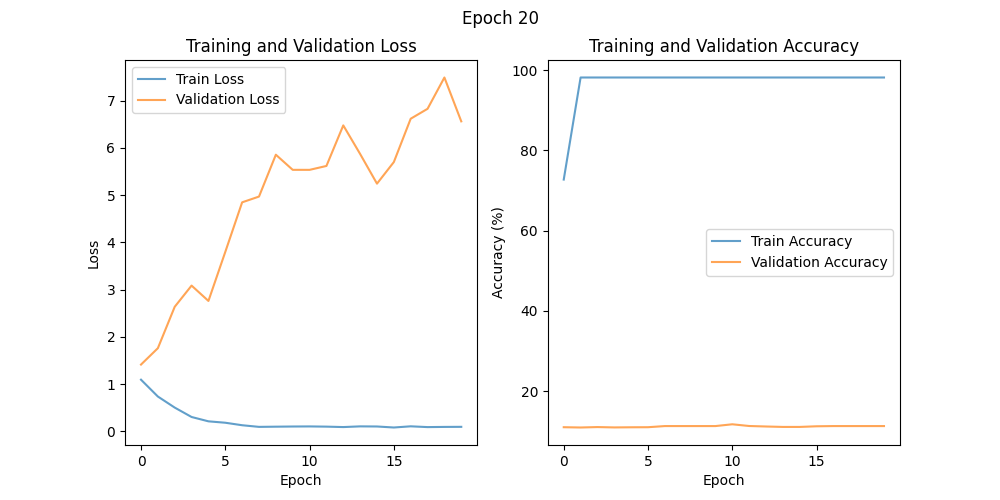 Epoch 20
Training and Validation Loss
Train Loss
Validation Loss
7
6
5
4
3
2
1
0
Loss
0 5 10 15
Epoch
Training and Validation Accuracy
100
80
60
40
20
Accuracy (%)
Train Accuracy
Validation Accuracy
0 5 10 15
Epoch